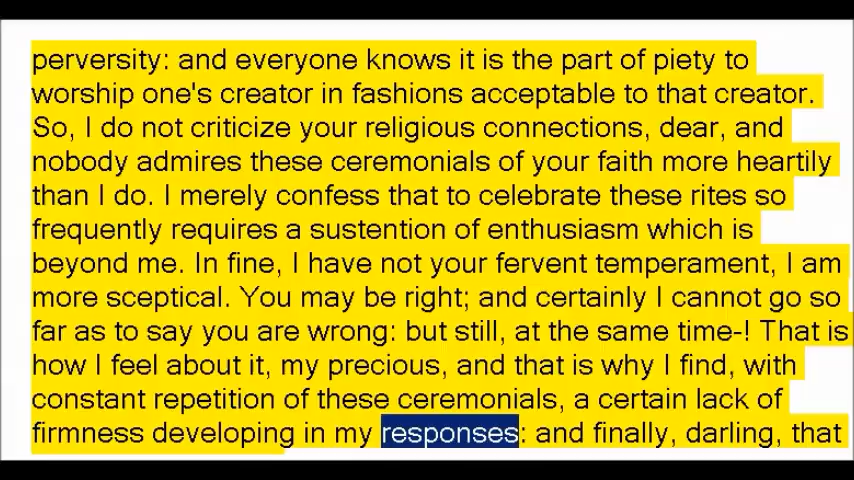 perversity: and everyone knows it is the part of piety to
worship one's creator in fashions acceptable to that creator.
So, I do not criticize your religious connections, dear, and
nobody admires these ceremonials of your faith more heartily
than I do. I merely confess that to celebrate these rites so
frequently requires a sustention of enthusiasm which is
beyond me. In fine, I have not your fervent temperament, I am
more sceptical. You may be right; and certainly I cannot go so
far as to say you are wrong: but still, at the same time-! That is
how I feel about it, my precious, and that is why I find, with
constant repetition of these ceremonials, a certain lack of
firmness developing in my responses: and finally, darling, that